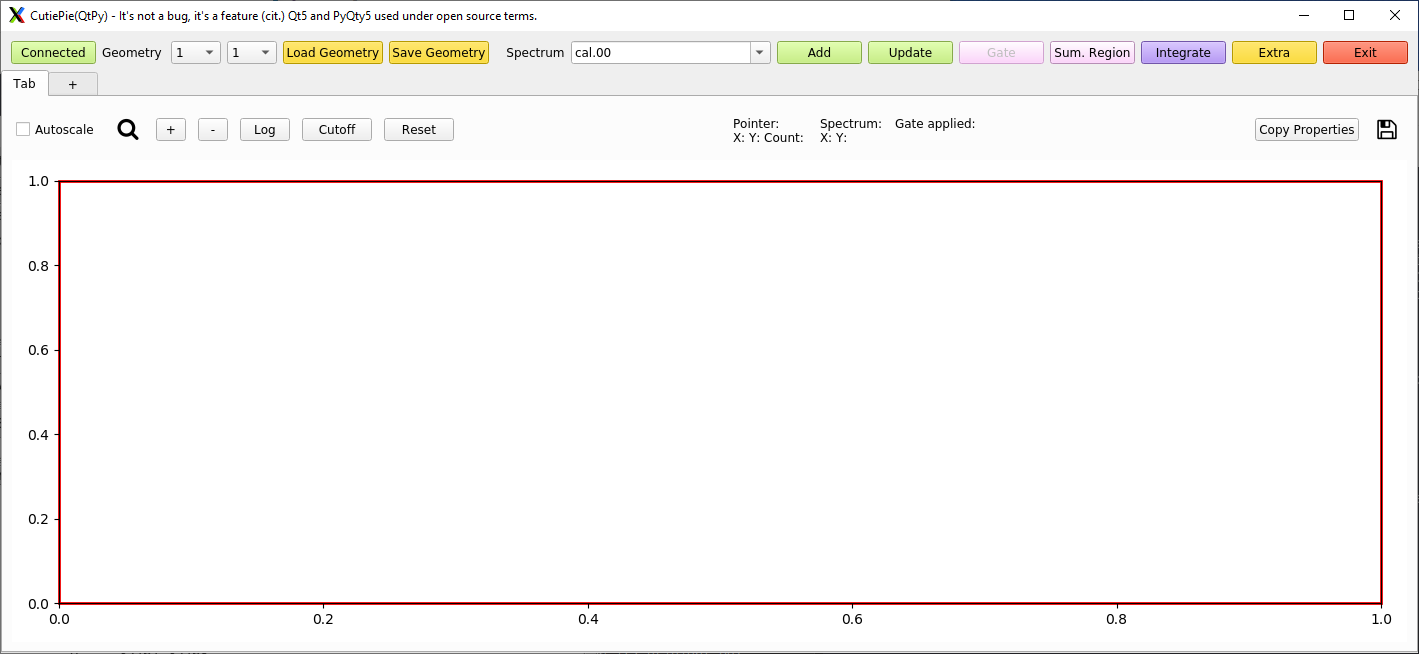 CutiePie(QtPy) - It's not a bug, it's a feature (cit.) Qt5 and PyQty5 used under open source terms.
Connected Geometry 1 1 Load Geometry Save Geometry Spectrum cal.00 Add Update Gate Sum. Region Integrate Extra Exit
Tab +
Autoscale + - Log Cutoff Reset Pointer: Spectrum: Gate applied: Copy Properties
X: Y: Count: X: Y:
1.0
0.8
0.6
0.4
0.2
0.0
0.0 0.2 0.4 0.6 0.8 1.0